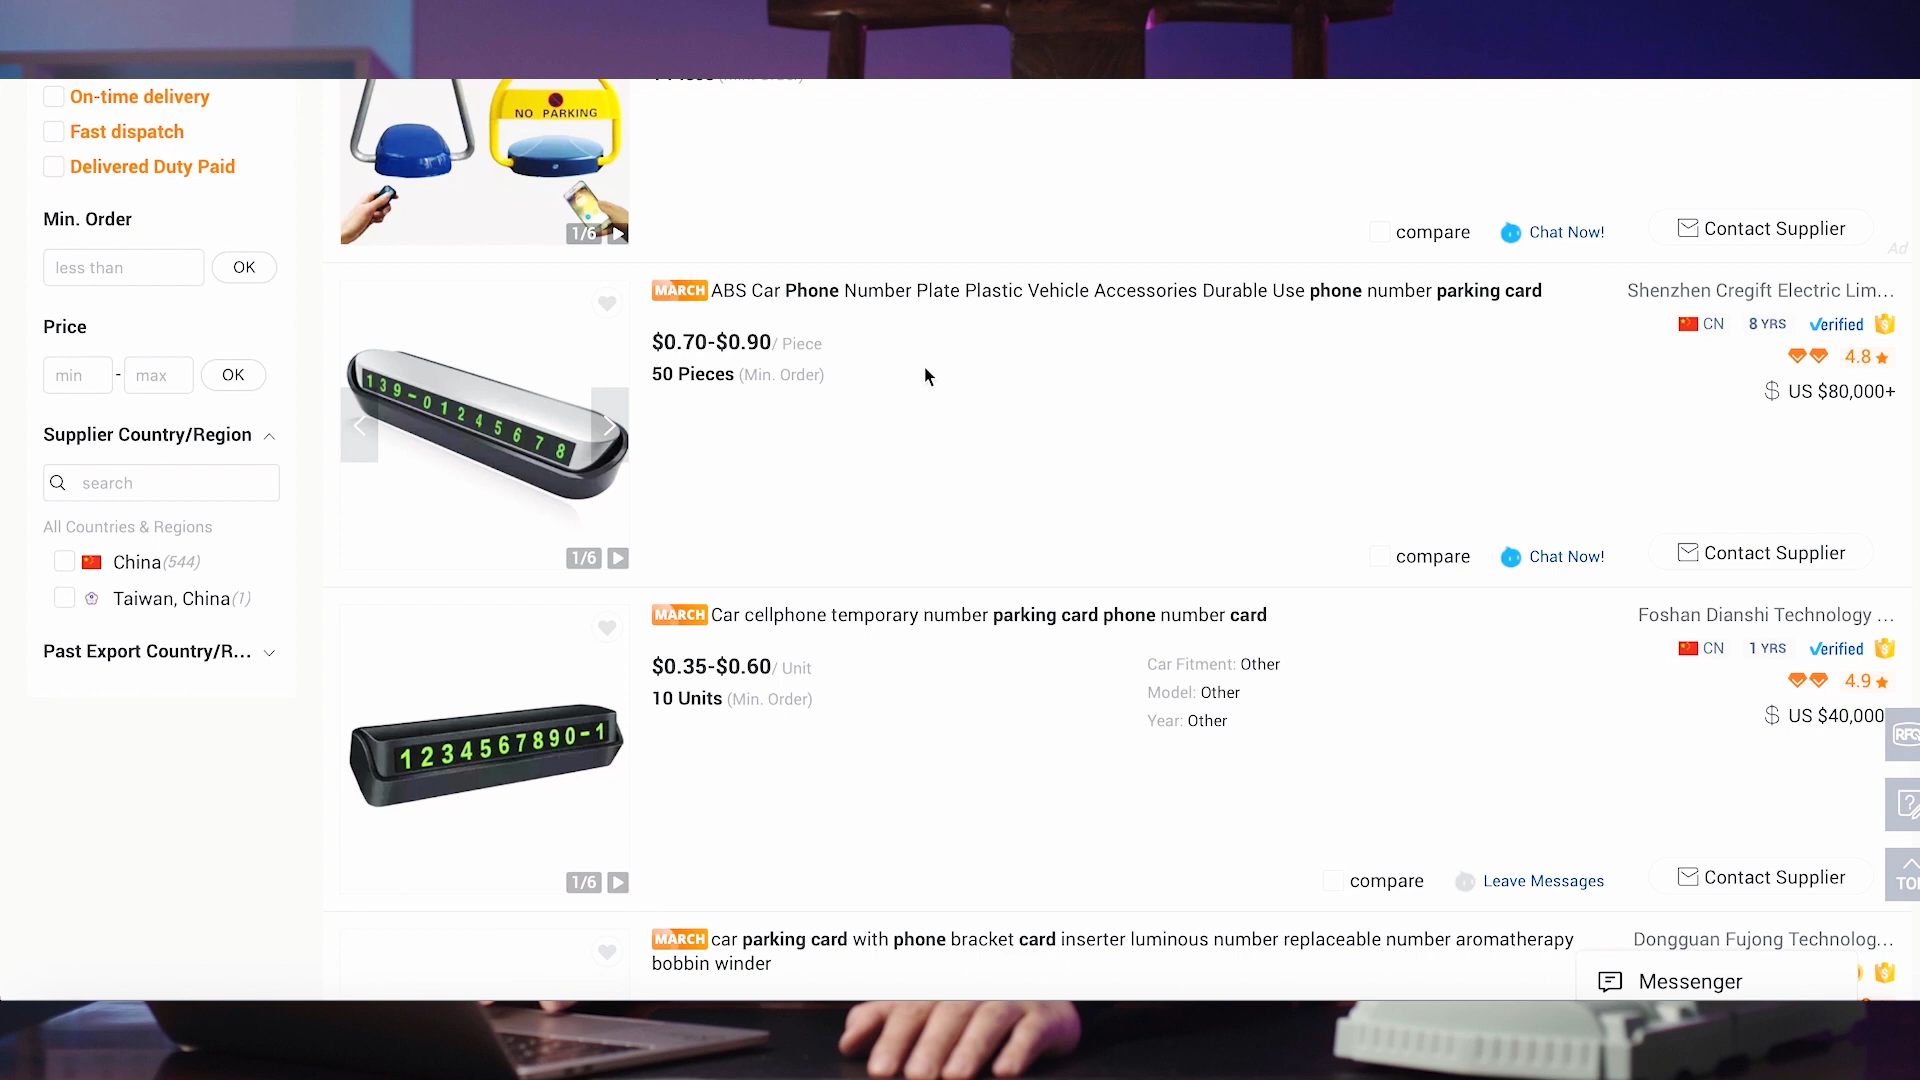 On-time delivery
Fast dispatch
Delivered Duty Paid
Min. Order
less than
OK
Price
min
-
max
OK
Supplier Country/Region
search
All Countries & Regions
China(544)
Taiwan, China(1)
Past Export Country/R...
NO PARKING
1/6
compare
Chat Now!
Contact Supplier
Ad
MARCH ABS Car Phone Number Plate Plastic Vehicle Accessories Durable Use phone number parking card
$0.70-$0.90/ Piece
50 Pieces (Min. Order)
139-01245678
1/6
Shenzhen Cregift Electric Lim...
CN 8 YRS Verified
4.8
US $80,000+
compare
Chat Now!
Contact Supplier
MARCH Car cellphone temporary number parking card phone number card
$0.35-$0.60/ Unit
10 Units (Min. Order)
Car Fitment: Other
Model: Other
Year: Other
1234567890-1
1/6
Foshan Dianshi Technology ...
CN 1 YRS Verified
4.9
US $40,000
RFQ
compare
Leave Messages
Contact Supplier
MARCH car parking card with phone bracket card inserter luminous number replaceable number aromatherapy
bobbin winder
Dongguan Fujong Technolog...
Messenger